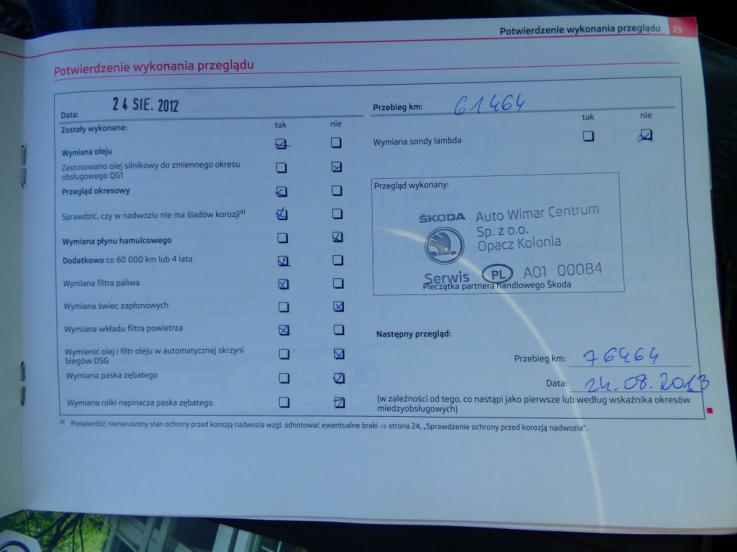 Potwierdzenie wykonania przeglądu 23
Potwierdzenie wykonania przeglądu
Data: 24 SIE. 2012
Przebieg km: 61464
Zostały wykonane: tak nie
tak nie
Wymiana oleju
Wymiana sondy lambda
Zastosowano olej silnikowy do zmiennego okresu
obsługowego QG1
Przegląd okresowy
Sprawdzić, czy w nadwoziu nie ma śladów korozji a)
Wymiana płynu hamulcowego
Dodatkowo co 60 000 km lub 4 lata
Wymiana filtra paliwa
Wymiana świec zapłonowych
Wymiana wkładu filtra powietrza
Wymienić olej i filtr oleju w automatycznej skrzyni
biegów DSG
Wymiana paska zębatego
Wymiana rolki napinacza paska zębatego
Przegląd wykonany:
ŠKODA Auto Wimar Centrum
Sp. z o.o.
Opacz Kolonia
Serwis PL A01 00084
Pieczątka partnera handlowego Škoda
Następny przegląd:
Przebieg km: 76464
Data: 24.08.2013
(w zależności od tego, co nastąpi jako pierwsze lub według wskaźnika okresów
miedzyobsługowych)
a) Potwierdzić nienaruszony stan ochrony przed korozją nadwozia wzgl. odnotować ewentualne braki ⇒ strona 24, „Sprawdzenie ochrony przed korozją nadwozia".